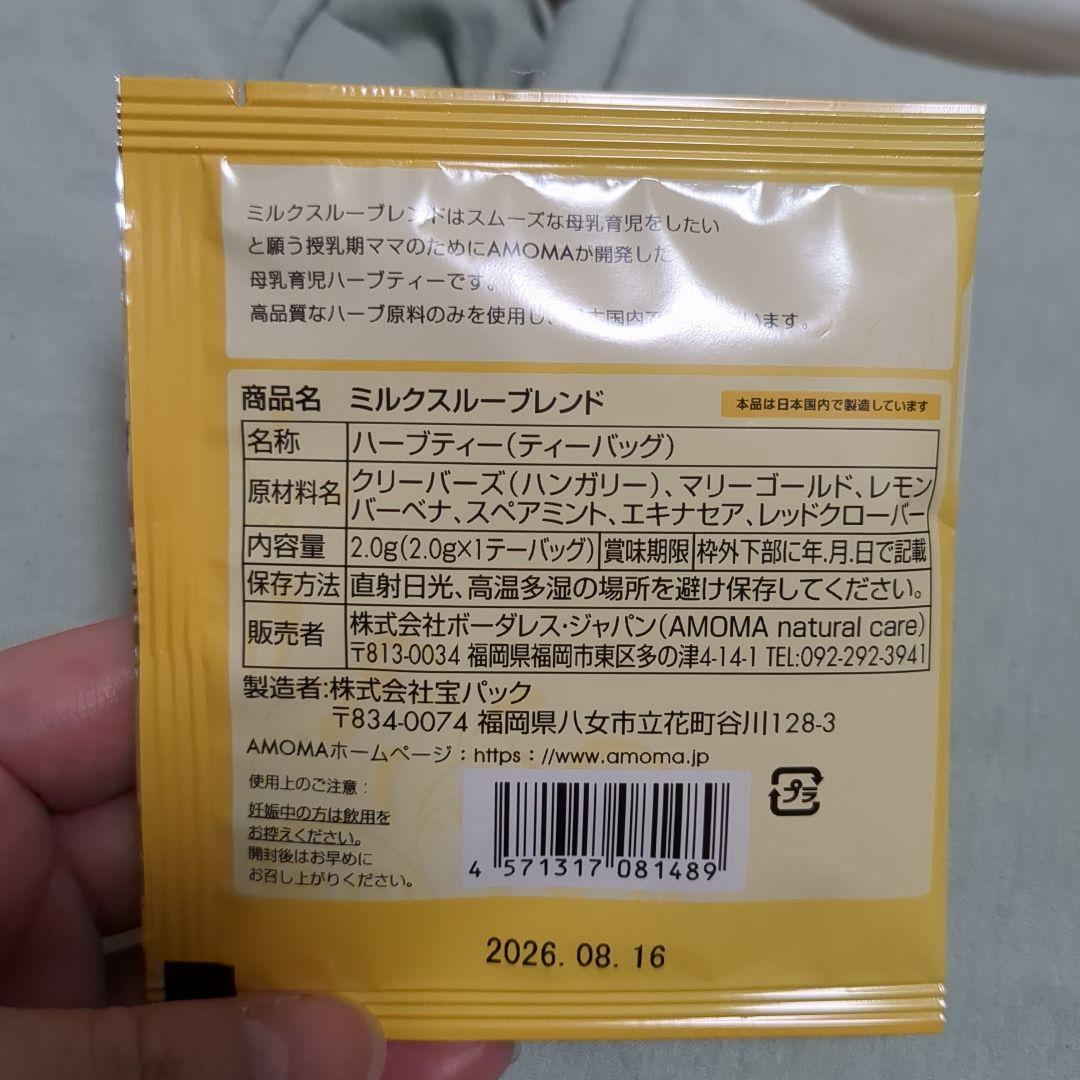 ミルクスルーブレンドはスムーズな母乳育児をしたい
と願う授乳期ママのためにAMOMAが開発した
母乳育児ハーブティーです。
高品質なハーブ原料のみを使用し、 国内 います。
商品名 ミルクスルーブレンド 本品は日本国内で製造しています
名称 ハーブティー(ティーバッグ)
原材料名 クリーバーズ(ハンガリー)、マリーゴールド、レモン
バーベナ、スペアミント、エキナセア、レッドクローバー
内容量 2.0g(2.0g×1テーバッグ) 賞味期限 枠外下部に年.月.日で記載
保存方法 直射日光、高温多湿の場所を避け保存してください。
販売者 株式会社ボーダレス・ジャパン(AMOMA natural care)
〒813-0034 福岡県福岡市東区多の津4-14-1 TEL:092-292-3941
製造者:株式会社宝パック
〒834-0074 福岡県八女市立花町谷川128-3
AMOMAホームページ:https://www.amoma.jp
使用上のご注意:
妊娠中の方は飲用を
お控えください。
開封後はお早めに
お召し上がりください。
プラ
4 571317 081489
2026.08.16